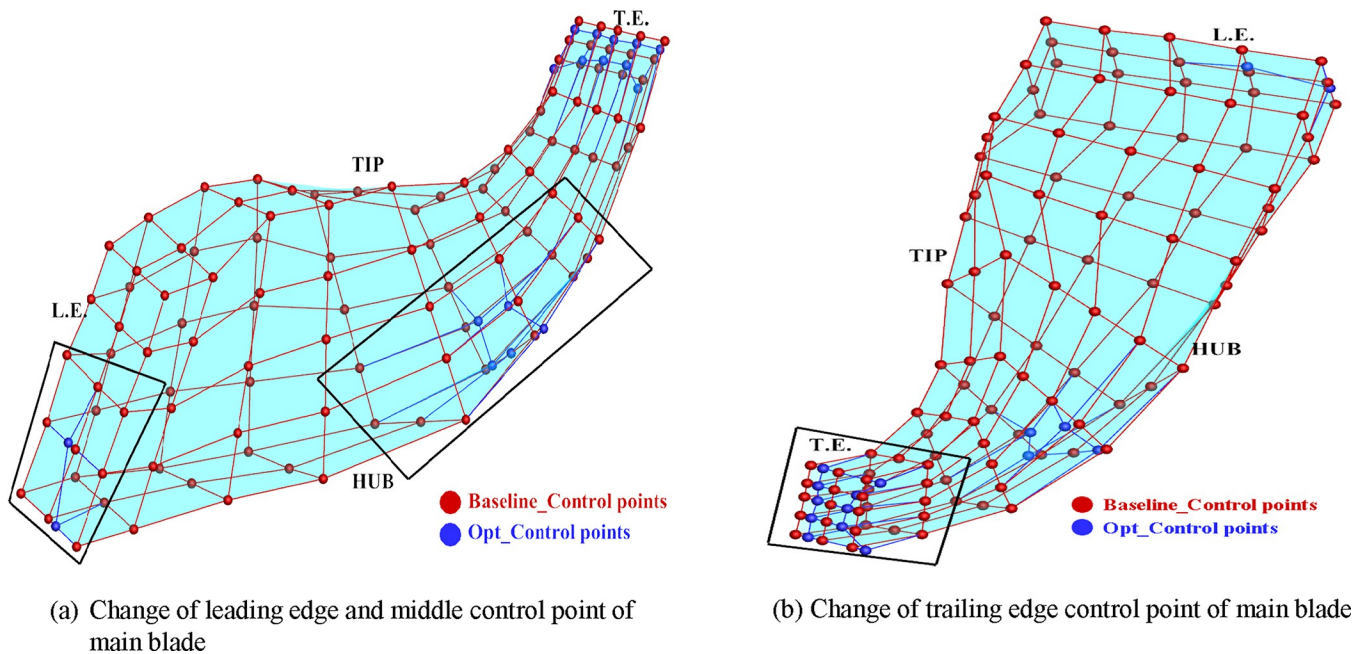 T.E.
TIP
L.E.
HUB
Baseline_Control points
Opt_Control points
(a) Change of leading edge and middle control point of
main blade
L.E.
TIP
HUB
T.E.
Baseline_Control points
Opt_Control points
(b) Change of trailing edge control point of main blade